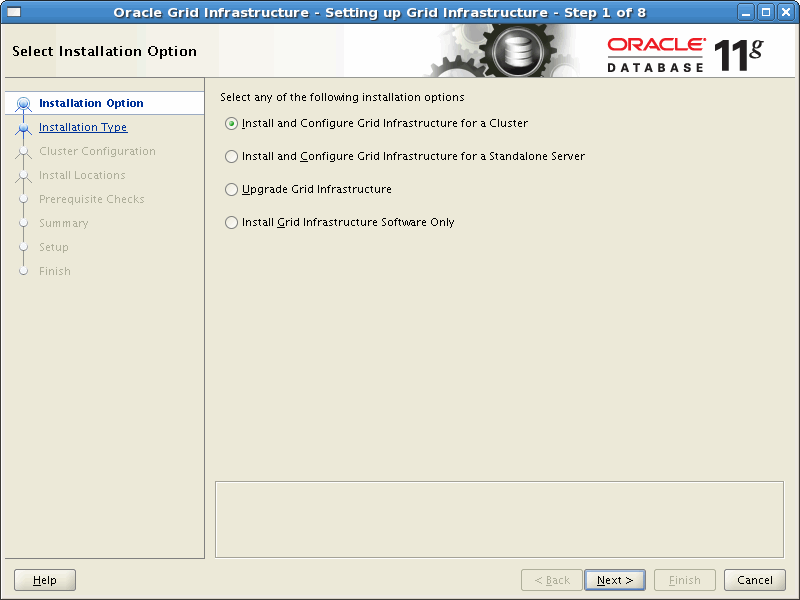 Oracle Grid Infrastructure - Setting up Grid Infrastructure - Step 1 of 8
Select Installation Option
ORACLE
DATABASE
11g
Installation Option
Installation Type
Cluster Configuration
Install Locations
Prerequisite Checks
Summary
Setup
Finish
Select any of the following installation options
Install and Configure Grid Infrastructure for a Cluster
Install and Configure Grid Infrastructure for a Standalone Server
Upgrade Grid Infrastructure
Install Grid Infrastructure Software Only
Help
< Back
Next >
Finish
Cancel